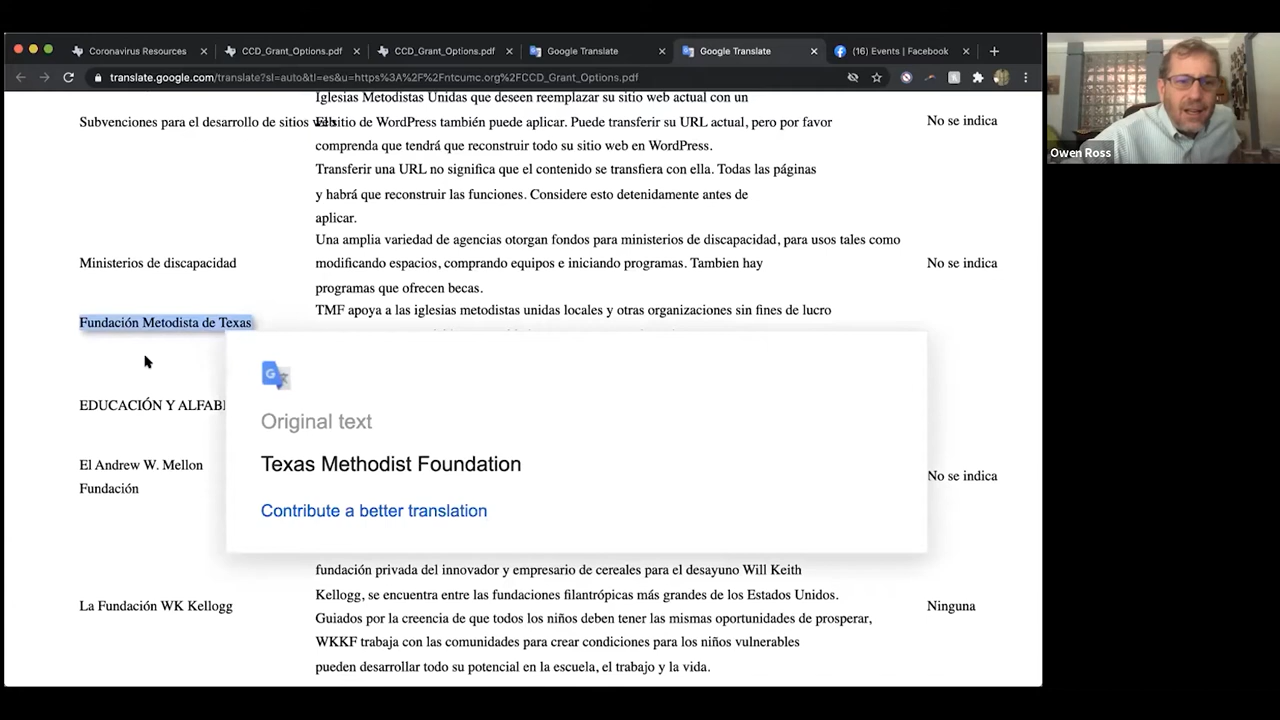 Coronavirus Resources
CCD_Grant_Options.pdf
CCD_Grant_Options.pdf
Google Translate
Google Translate
(16) Events | Facebook
translate.google.com/translate?sl=auto&tl=es&u=https%3A%2F%2Fntcumc.org%2FCCD_Grant_Options.pdf
Owen Ross
Iglesias Metodistas Unidas que deseen reemplazar su sitio web actual con un
Subvenciones para el desarrollo de sitios web
El sitio de WordPress también puede aplicar. Puede transferir su URL actual, pero por favor
No se indica
comprenda que tendrá que reconstruir todo su sitio web en WordPress.
Transferir una URL no significa que el contenido se transfiera con ella. Todas las páginas
y habrá que reconstruir las funciones. Considere esto detenidamente antes de
aplicar.
Una amplia variedad de agencias otorgan fondos para ministerios de discapacidad, para usos tales como
Ministerios de discapacidad
modificando espacios, comprando equipos e iniciando programas. Tambien hay
No se indica
programas que ofrecen becas.
TMF apoya a las iglesias metodistas unidas locales y otras organizaciones sin fines de lucro
Fundación Metodista de Texas
Original text
Texas Methodist Foundation
Contribute a better translation
EDUCACIÓN Y ALFABE
El Andrew W. Mellon
Fundación
No se indica
fundación privada del innovador y empresario de cereales para el desayuno Will Keith
Kellogg, se encuentra entre las fundaciones filantrópicas más grandes de los Estados Unidos.
La Fundación WK Kellogg
Guiados por la creencia de que todos los niños deben tener las mismas oportunidades de prosperar,
Ninguna
WKKF trabaja con las comunidades para crear condiciones para los niños vulnerables
pueden desarrollar todo su potencial en la escuela, el trabajo y la vida.